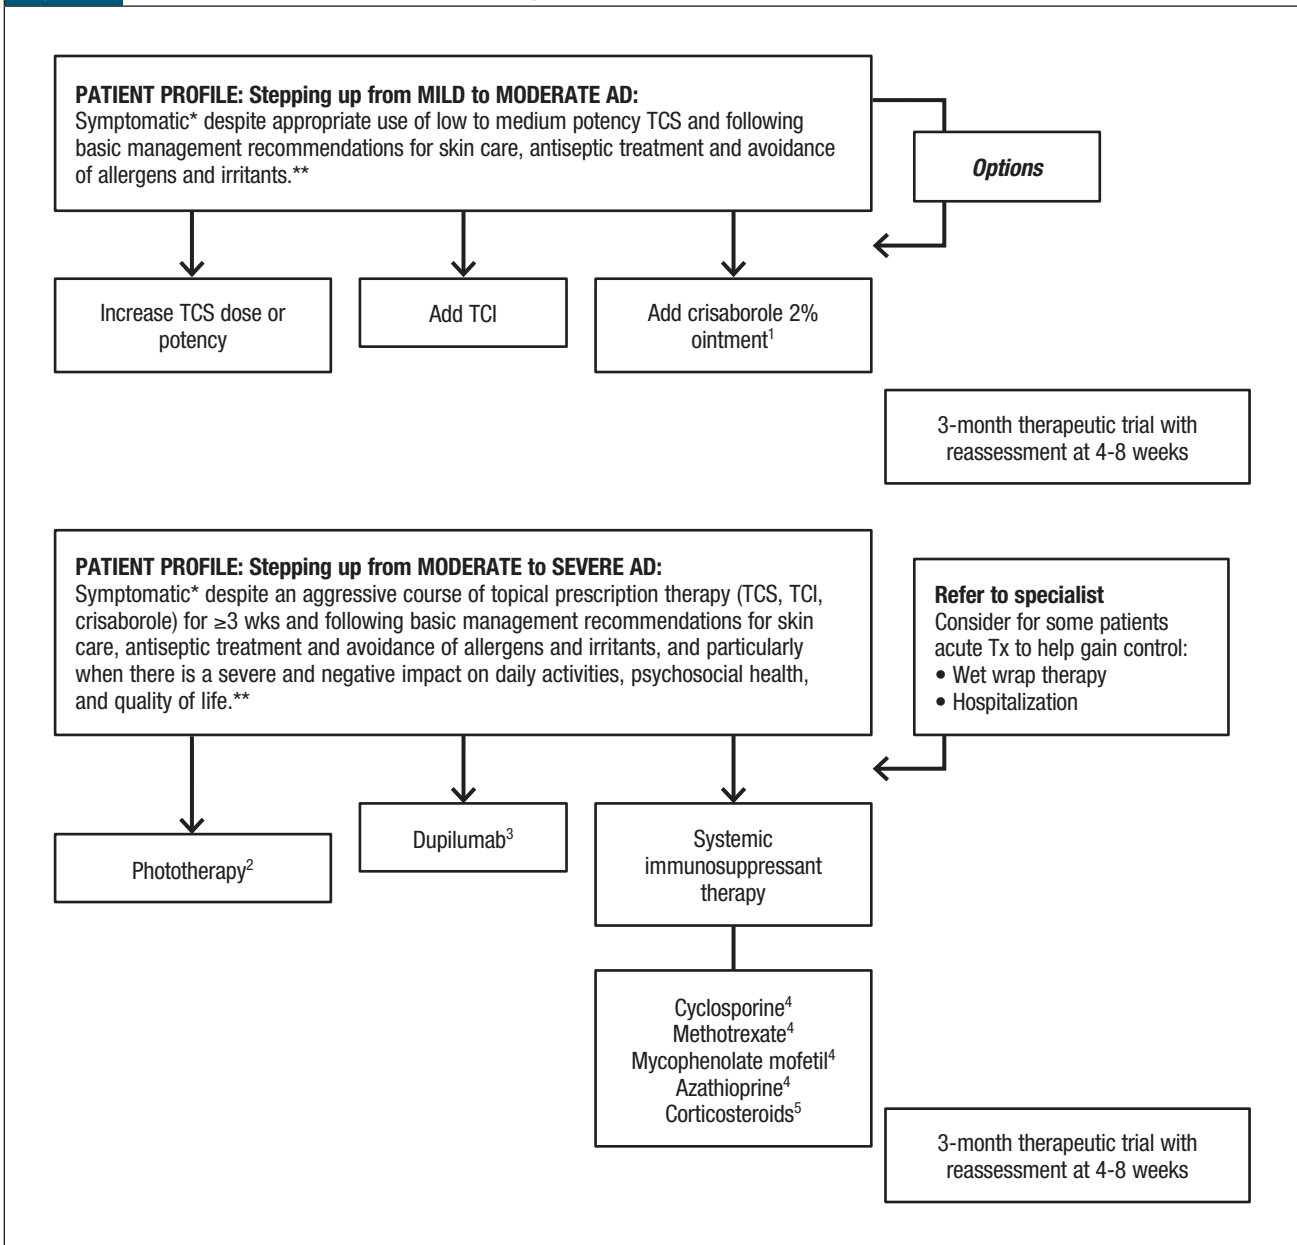 PATIENT PROFILE: Stepping up from MILD to MODERATE AD:
Symptomatic* despite appropriate use of low to medium potency TCS and following
basic management recommendations for skin care, antiseptic treatment and avoidance
of allergens and irritants.**
Options
Increase TCS dose or
potency
Add TCI
Add crisaborole 2%
ointment¹
3-month therapeutic trial with
reassessment at 4-8 weeks
PATIENT PROFILE: Stepping up from MODERATE to SEVERE AD:
Symptomatic* despite an aggressive course of topical prescription therapy (TCS, TCI,
crisaborole) for ≥3 wks and following basic management recommendations for skin
care, antiseptic treatment and avoidance of allergens and irritants, and particularly
when there is a severe and negative impact on daily activities, psychosocial health,
and quality of life.**
Refer to specialist
Consider for some patients
acute Tx to help gain control:
• Wet wrap therapy
• Hospitalization
Phototherapy²
Dupilumab³
Systemic
immunosuppressant
therapy
Cyclosporine⁴
Methotrexate⁴
Mycophenolate mofetil⁴
Azathioprine⁴
Corticosteroids⁵
3-month therapeutic trial with
reassessment at 4-8 weeks